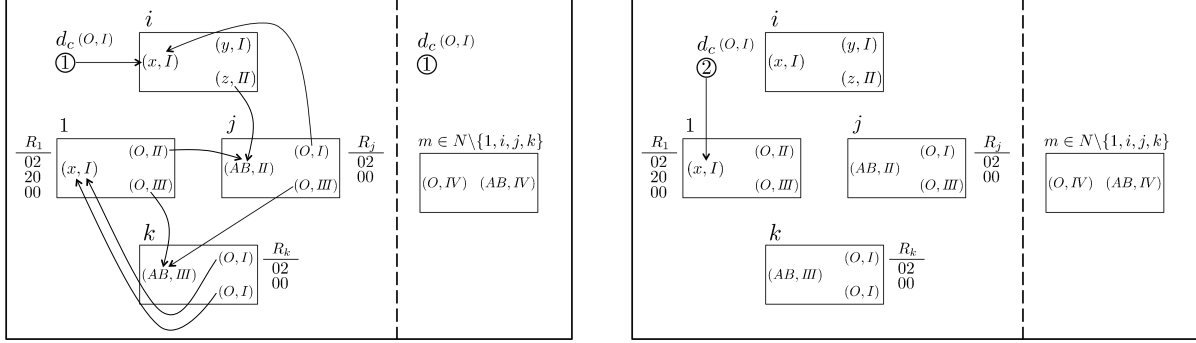 i
d_c (O, I)
①
(x, I)
(y, I)
(z, II)
d_c (O, I)
①
1
R_1
02
20
00
(x, I)
(O, II)
(O, III)
j
(AB, II)
(O, I)
(O, III)
R_j
02
00
m ∈ N\{1, i, j, k}
(O, IV) (AB, IV)
k
(AB, III)
(O, I)
(O, I)
R_k
02
00
i
d_c (O, I)
②
(x, I)
(y, I)
(z, II)
1
R_1
02
20
00
(x, I)
(O, II)
(O, III)
j
(AB, II)
(O, I)
(O, III)
R_j
02
00
m ∈ N\{1, i, j, k}
(O, IV) (AB, IV)
k
(AB, III)
(O, I)
(O, I)
R_k
02
00